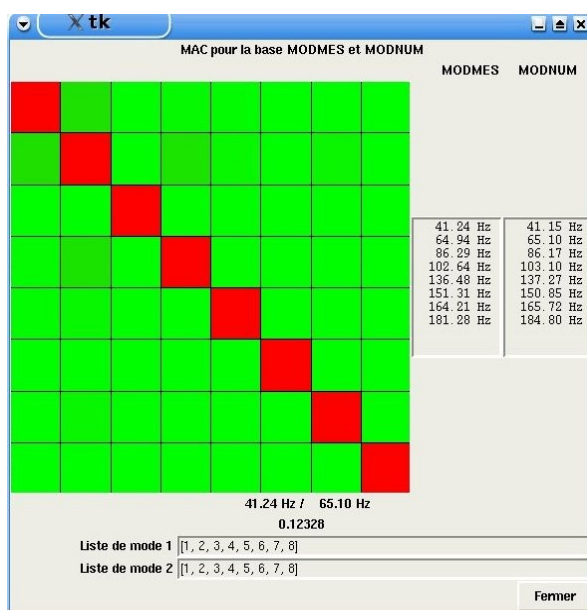 tk
MAC pour la base MODMES et MODNUM
MODMES MODNUM
41.24 Hz 41.15 Hz
64.94 Hz 65.10 Hz
86.29 Hz 86.17 Hz
102.64 Hz 103.10 Hz
136.48 Hz 137.27 Hz
151.31 Hz 150.85 Hz
164.21 Hz 165.72 Hz
181.28 Hz 184.80 Hz
41.24 Hz / 65.10 Hz
0.12328
Liste de mode 1 [1, 2, 3, 4, 5, 6, 7, 8]
Liste de mode 2 [1, 2, 3, 4, 5, 6, 7, 8]
Fermer